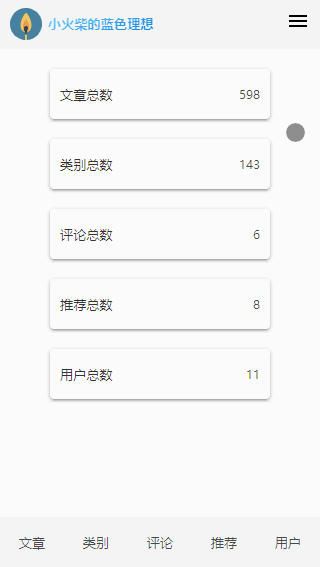 小火柴的蓝色理想
文章总数 598
类别总数 143
评论总数 6
推荐总数 8
用户总数 11
文章 类别 评论 推荐 用户